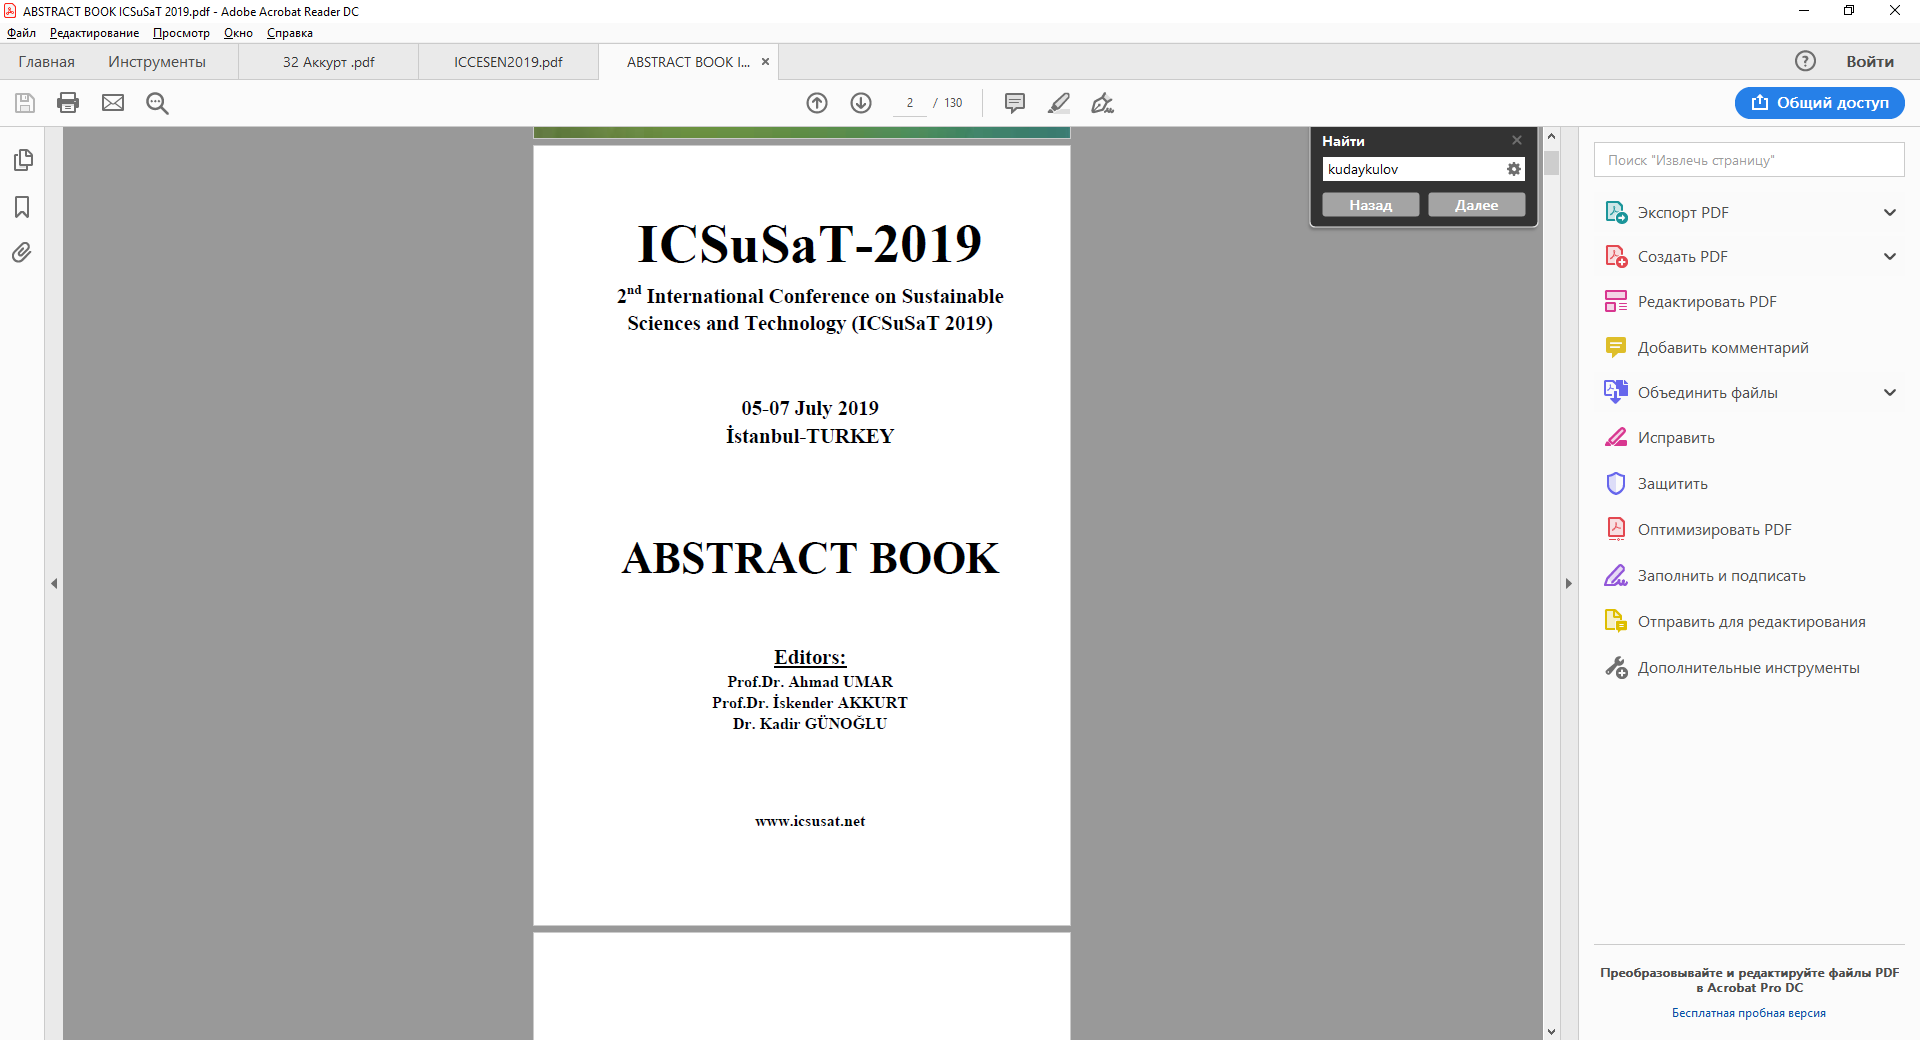 ABSTRACT BOOK ICSuSaT 2019.pdf - Adobe Acrobat Reader DC
Файл Редактирование Просмотр Окно Справка
Главная Инструменты 32 Аккурт .pdf ICCESEN2019.pdf ABSTRACT BOOK I... Войти
2 / 130 Общий доступ
Найти
kudaykulov
Назад Далее
ICSuSaT-2019
2nd International Conference on Sustainable
Sciences and Technology (ICSuSaT 2019)
05-07 July 2019
İstanbul-TURKEY
ABSTRACT BOOK
Editors:
Prof.Dr. Ahmad UMAR
Prof.Dr. İskender AKKURT
Dr. Kadir GÜNOĞLU
www.icsusat.net
Поиск "Извлечь страницу"
Экспорт PDF
Создать PDF
Редактировать PDF
Добавить комментарий
Объединить файлы
Исправить
Защитить
Оптимизировать PDF
Заполнить и подписать
Отправить для редактирования
Дополнительные инструменты
Преобразовывайте и редактируйте файлы PDF
в Acrobat Pro DC
Бесплатная пробная версия